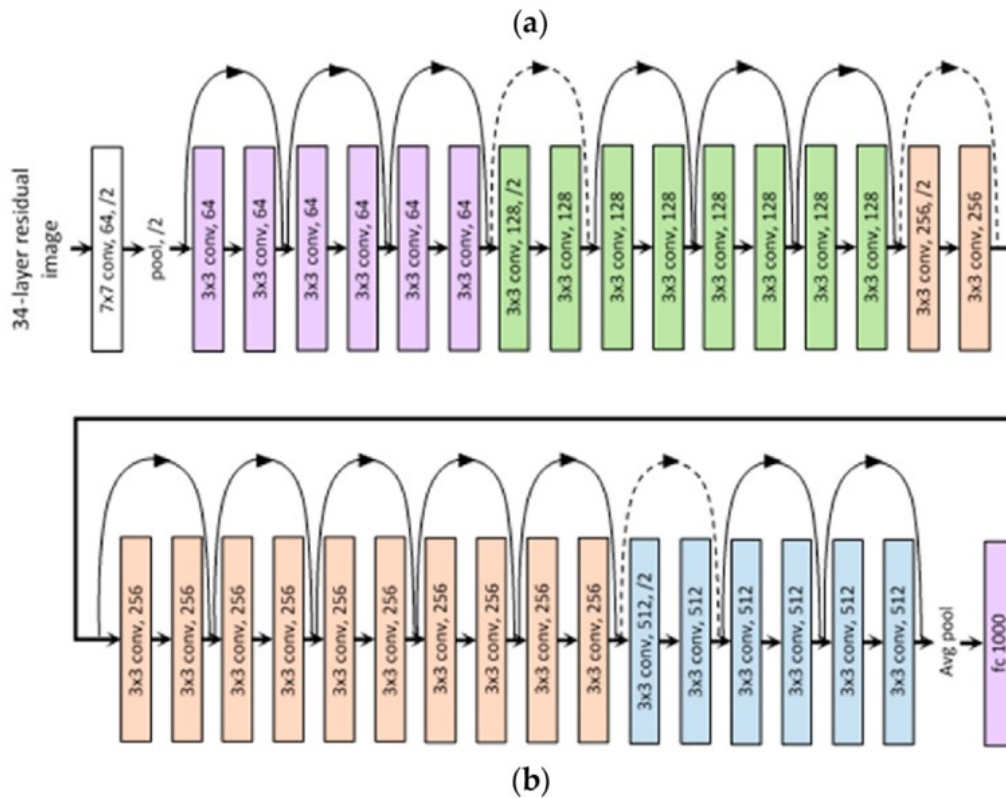 (a)
34-layer residual
image
7x7 conv, 64, /2
pool, /2
3x3 conv, 64
3x3 conv, 64
3x3 conv, 64
3x3 conv, 64
3x3 conv, 64
3x3 conv, 64
3x3 conv, 128, /2
3x3 conv, 128
3x3 conv, 128
3x3 conv, 128
3x3 conv, 128
3x3 conv, 128
3x3 conv, 128
3x3 conv, 128
3x3 conv, 256, /2
3x3 conv, 256
3x3 conv, 256
3x3 conv, 256
3x3 conv, 256
3x3 conv, 256
3x3 conv, 256
3x3 conv, 256
3x3 conv, 256
3x3 conv, 256
3x3 conv, 256
3x3 conv, 256
3x3 conv, 512, /2
3x3 conv, 512
3x3 conv, 512
3x3 conv, 512
3x3 conv, 512
3x3 conv, 512
Avg pool
fc 1000
(b)